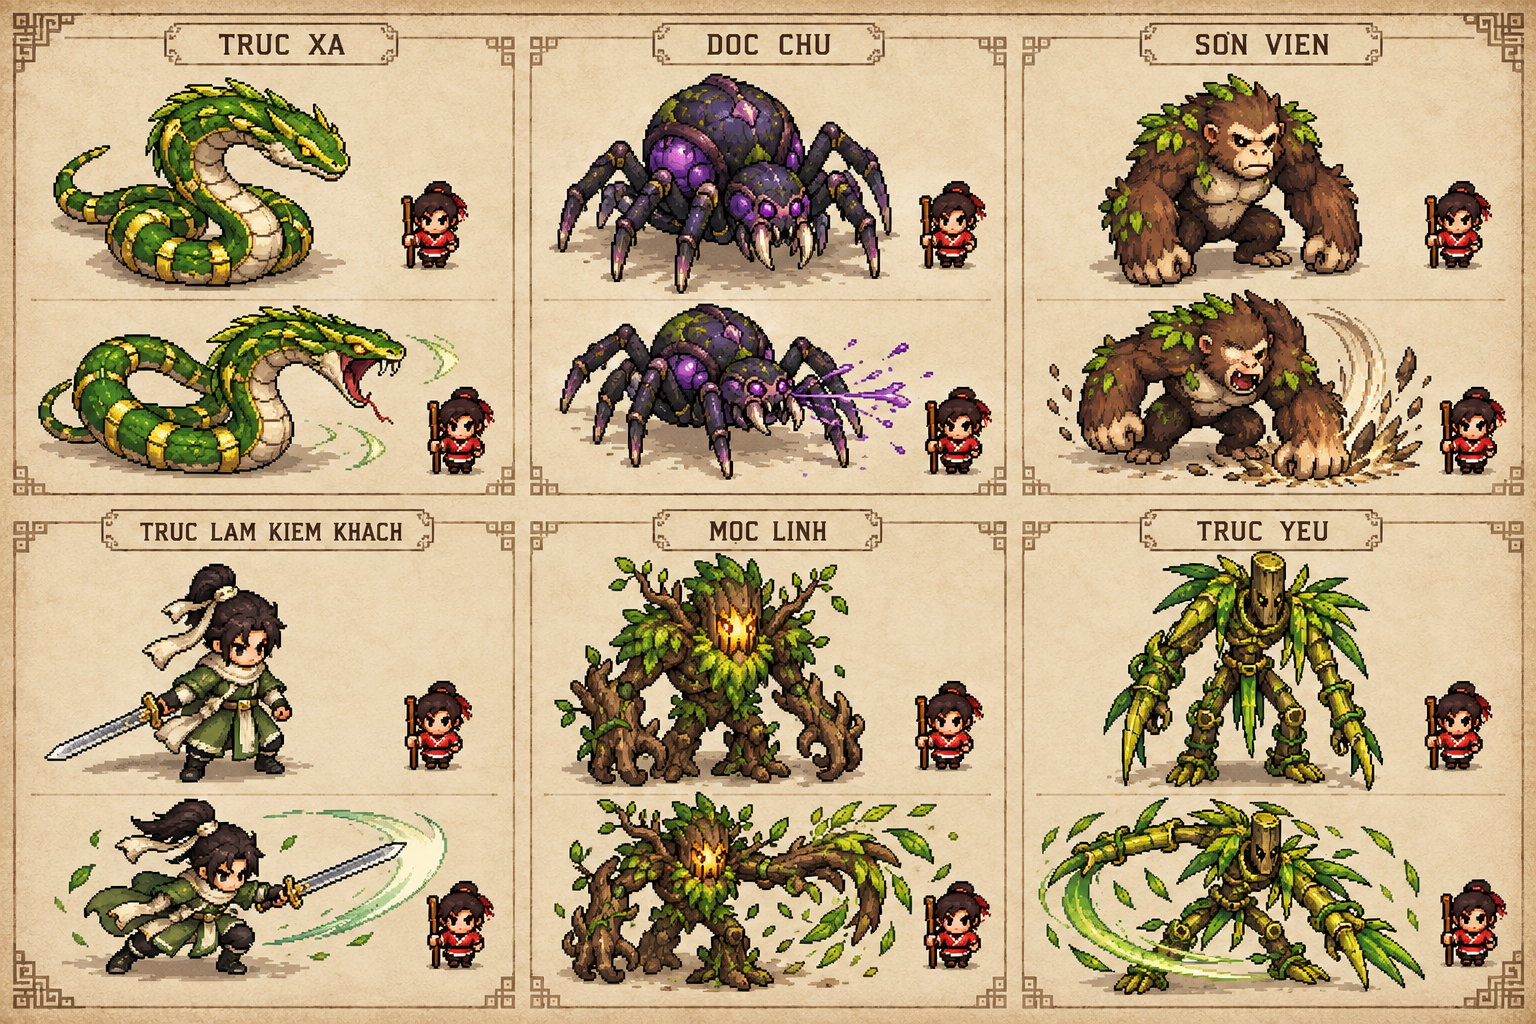 TRUC XA
DOC CHU
SƠN VIEN
TRUC LAM KIEM KHACH
MOC LINH
TRUC YEU